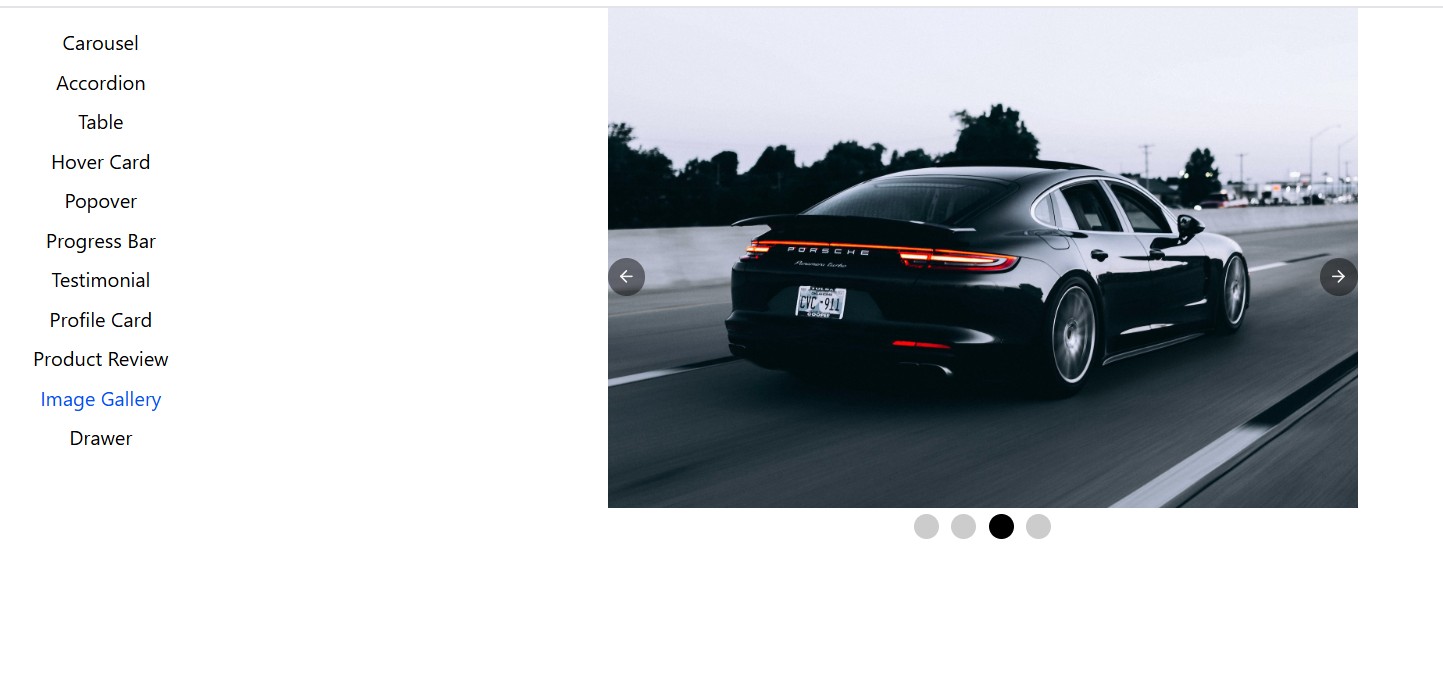 Carousel
Accordion
Table
Hover Card
Popover
Progress Bar
Testimonial
Profile Card
Product Review
Image Gallery
Drawer
PORSCHE
Panamera turbo
CVC-911